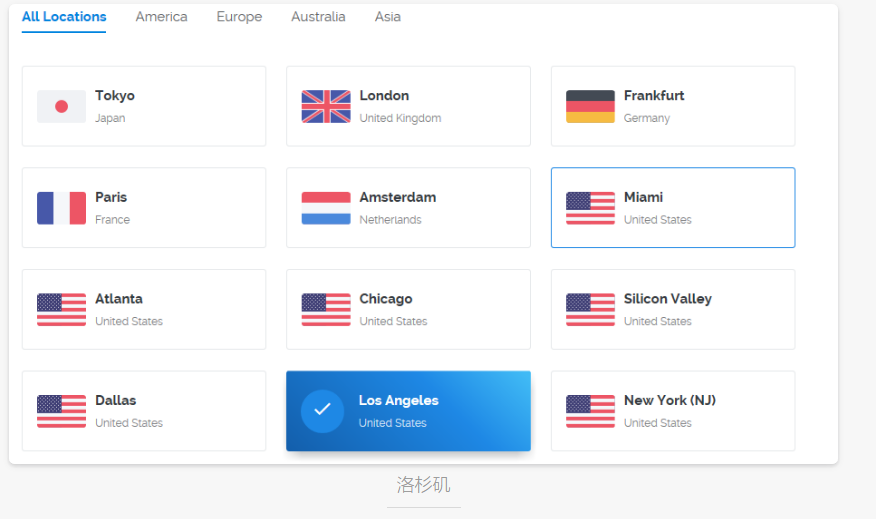 All Locations America Europe Australia Asia
Tokyo London Frankfurt
Japan United Kingdom Germany
Paris Amsterdam Miami
France Netherlands United States
Atlanta Chicago Silicon Valley
United States United States United States
Dallas Los Angeles New York (NJ)
United States United States United States
洛杉矶